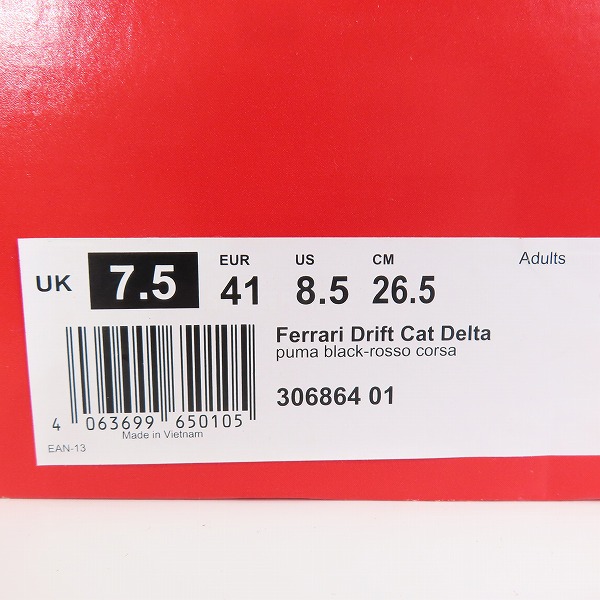 UK 7.5 EUR 41 US 8.5 CM 26.5 Adults
Ferrari Drift Cat Delta
puma black-rosso corsa
306864 01
4 063699 650105
Made in Vietnam
EAN-13